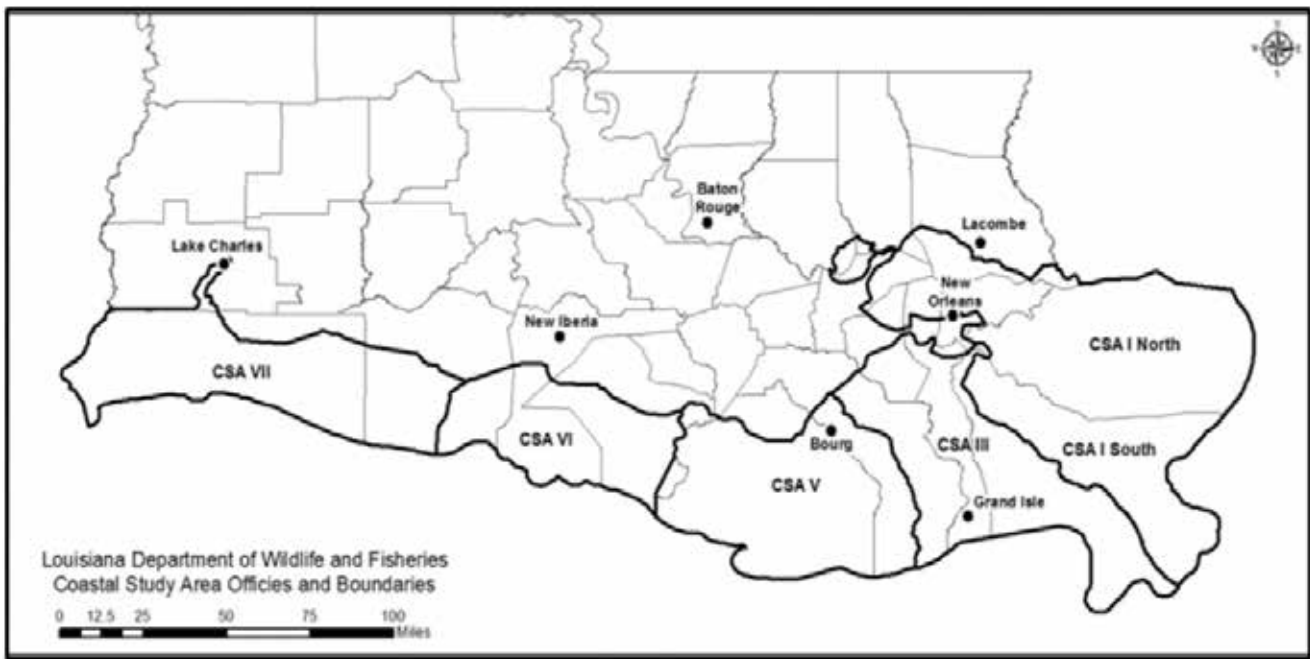 N
W
E
S
Baton
Rouge
Lacombe
Lake Charles
New
Orleans
New Iberia
CSA I North
CSA VII
CSA VI
Bourg
CSA III
CSA I South
CSA V
Grand Isle
Louisiana Department of Wildlife and Fisheries
Coastal Study Area Officies and Boundaries
0 12.5 25 50 75 100
Miles